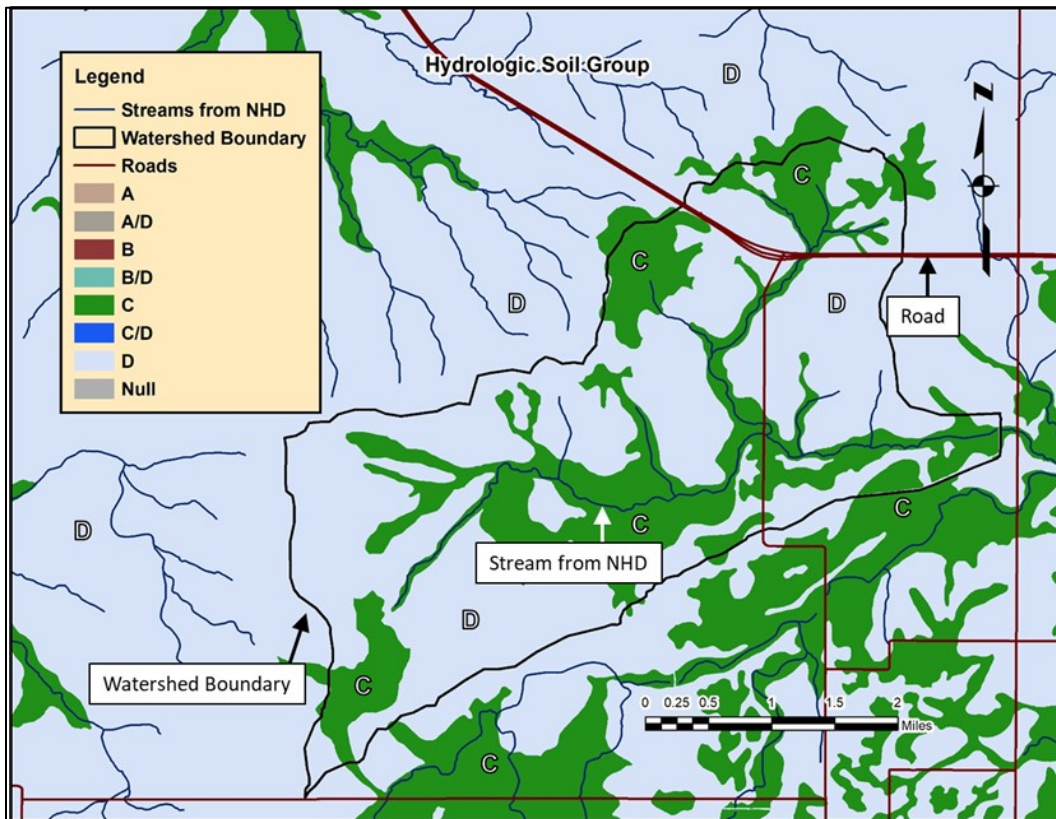 Hydrologic Soil Group
D
Legend
Streams from NHD
Watershed Boundary
Roads
A
A/D
B
B/D
C
C/D
D
Null
N
C
C
D
D
Road
D
C
C
Stream from NHD
D
Watershed Boundary
C
C
0 0.25 0.5 1 1.5 2
Miles